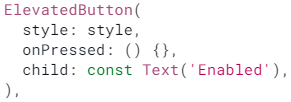 ElevatedButton(
  style: style,
  onPressed: () {},
  child: const Text('Enabled'),
),